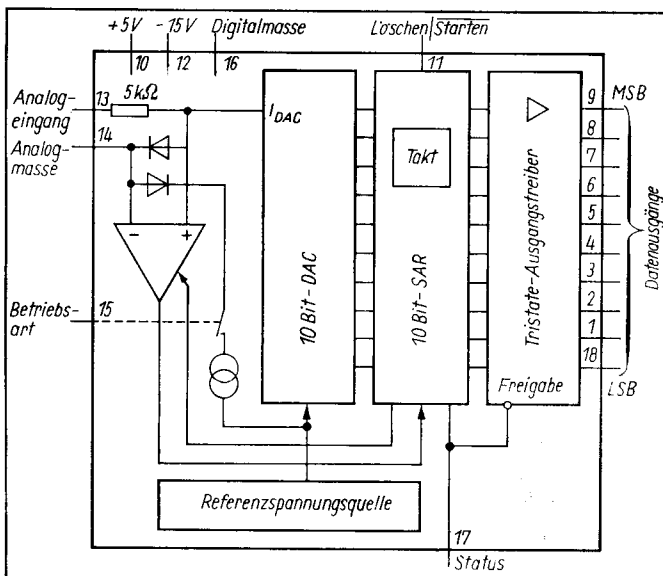 +5V -15V Digitalmasse Löschen/Starten
10 12 16 11
Analog-
eingang
13 5kΩ
14
Analog-
masse
I_DAC
Takt
- +
Betriebs-
art
15
10 Bit-DAC
10 Bit-SAR
Tristate-Ausgangstreiber
Freigabe
9 MSB
8
7
6
5
4
3
2
1
18 LSB
Datenausgänge
Referenzspannungsquelle
17
Status